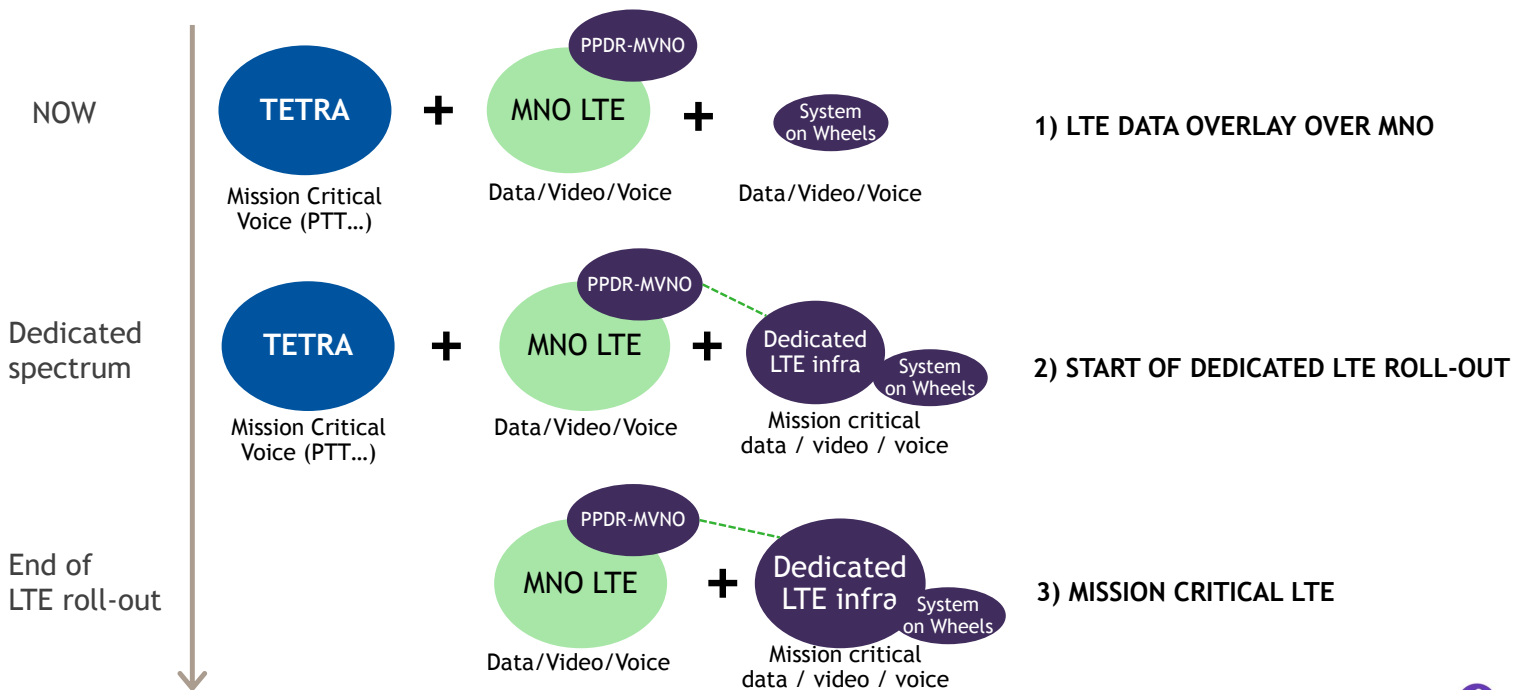 NOW
TETRA
+
MNO LTE
PPDR-MVNO
+
System
on Wheels
1) LTE DATA OVERLAY OVER MNO
Mission Critical
Voice (PTT…)
Data/Video/Voice
Data/Video/Voice
Dedicated
spectrum
TETRA
+
MNO LTE
PPDR-MVNO
+
Dedicated
LTE infra
System
on Wheels
2) START OF DEDICATED LTE ROLL-OUT
Mission Critical
Voice (PTT…)
Data/Video/Voice
Mission critical
data / video / voice
End of
LTE roll-out
MNO LTE
PPDR-MVNO
+
Dedicated
LTE infra
System
on Wheels
3) MISSION CRITICAL LTE
Data/Video/Voice
Mission critical
data / video / voice